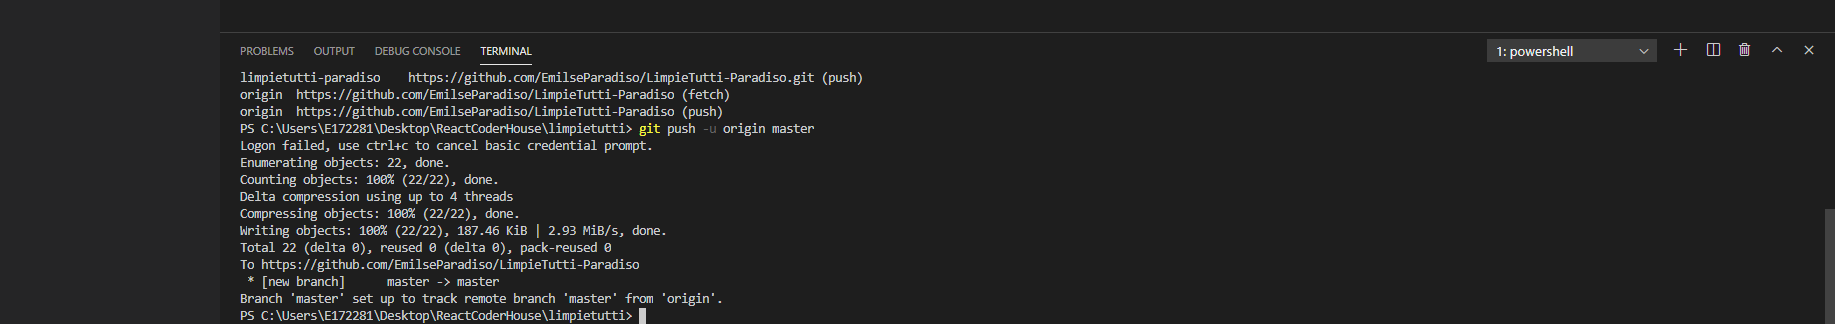 PROBLEMS OUTPUT DEBUG CONSOLE TERMINAL 1: powershell
limpietutti-paradiso https://github.com/EmilseParadiso/LimpieTutti-Paradiso.git (push)
origin https://github.com/EmilseParadiso/LimpieTutti-Paradiso (fetch)
origin https://github.com/EmilseParadiso/LimpieTutti-Paradiso (push)
PS C:\Users\E172281\Desktop\ReactCoderHouse\limpietutti> git push -u origin master
Logon failed, use ctrl+c to cancel basic credential prompt.
Enumerating objects: 22, done.
Counting objects: 100% (22/22), done.
Delta compression using up to 4 threads
Compressing objects: 100% (22/22), done.
Writing objects: 100% (22/22), 187.46 KiB | 2.93 MiB/s, done.
Total 22 (delta 0), reused 0 (delta 0), pack-reused 0
To https://github.com/EmilseParadiso/LimpieTutti-Paradiso
* [new branch] master -> master
Branch 'master' set up to track remote branch 'master' from 'origin'.
PS C:\Users\E172281\Desktop\ReactCoderHouse\limpietutti>